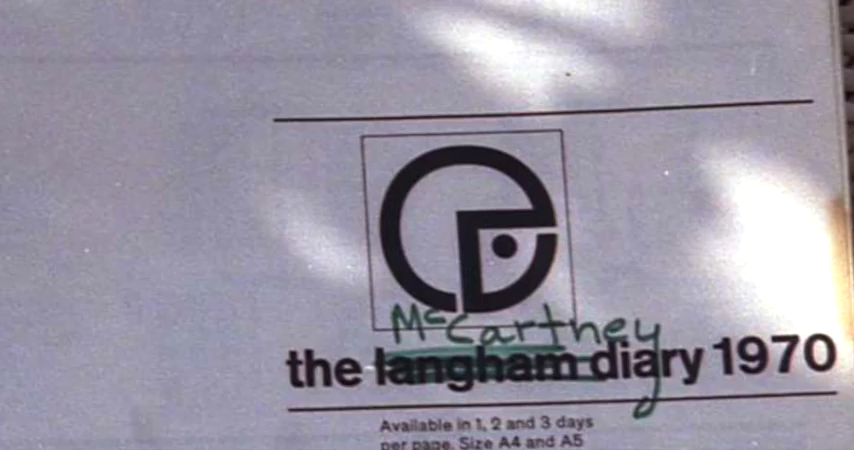 McCartney
the langham diary 1970
Available in 1, 2 and 3 days
per page. Size A4 and A5